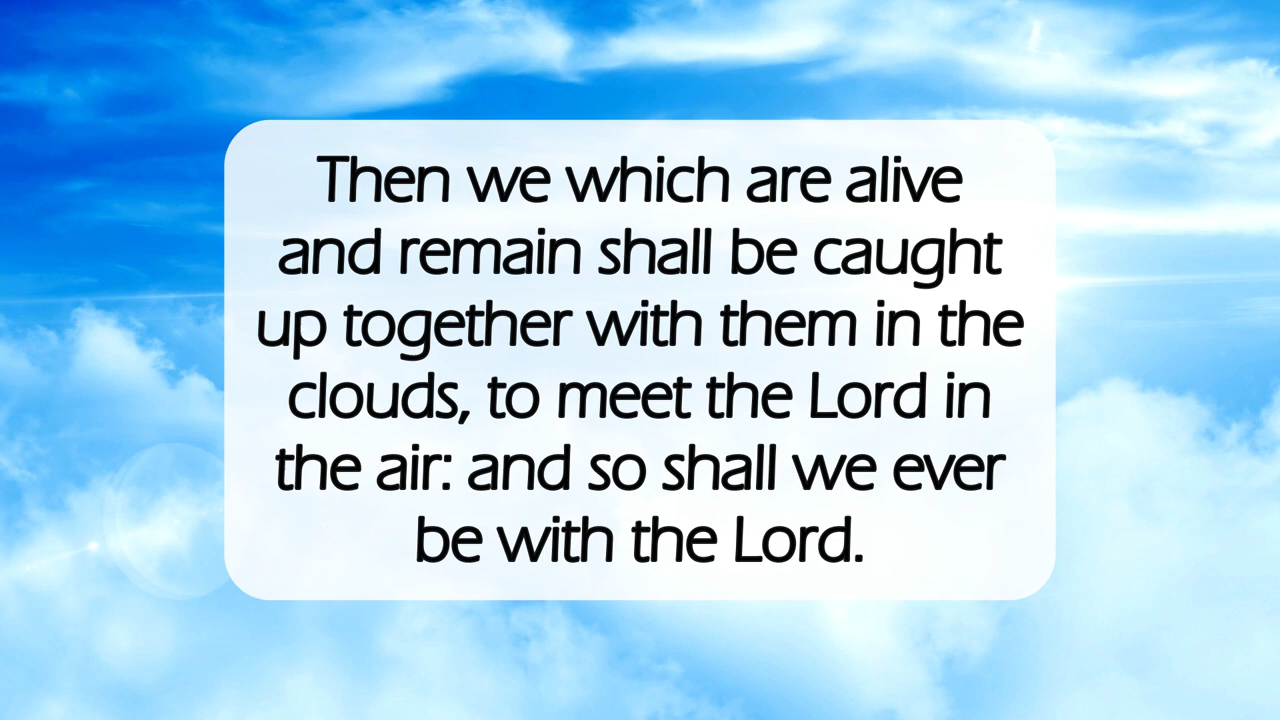 Then we which are alive
and remain shall be caught
up together with them in the
clouds, to meet the Lord in
the air: and so shall we ever
be with the Lord.